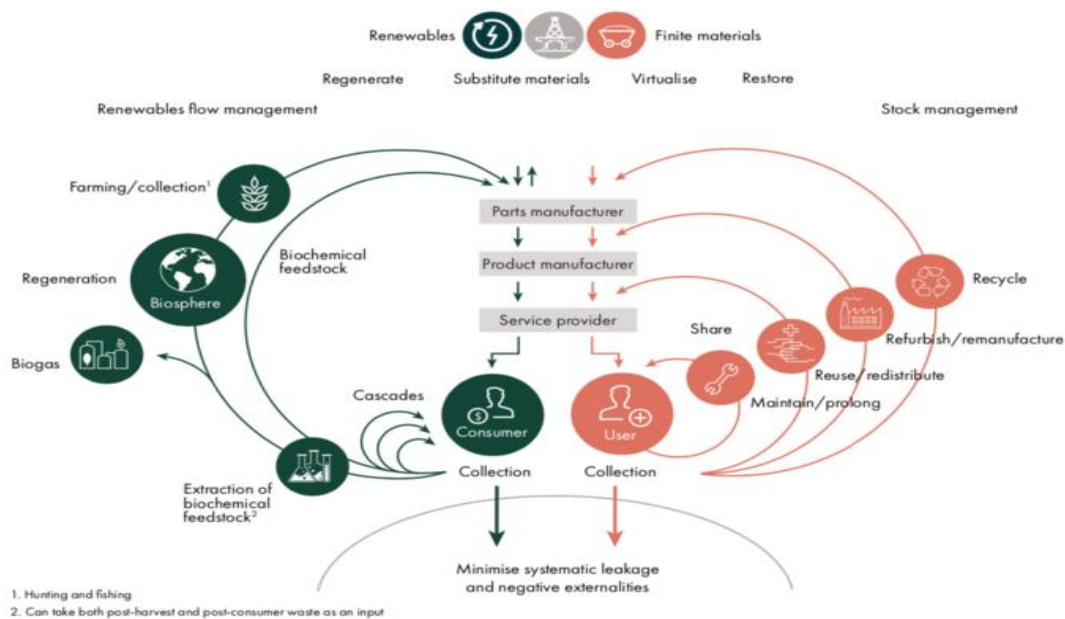 Renewables
Finite materials
Regenerate
Substitute materials
Virtualise
Restore
Renewables flow management
Stock management
Farming/collection¹
Parts manufacturer
Biochemical
feedstock
Product manufacturer
Regeneration
Biosphere
Recycle
Service provider
Share
Refurbish/remanufacture
Biogas
Reuse/redistribute
Cascades
Maintain/prolong
$
Consumer
User
Collection
Collection
Extraction of
biochemical
feedstock²
Minimise systematic leakage
and negative externalities
1. Hunting and fishing
2. Can take both post-harvest and post-consumer waste as an input